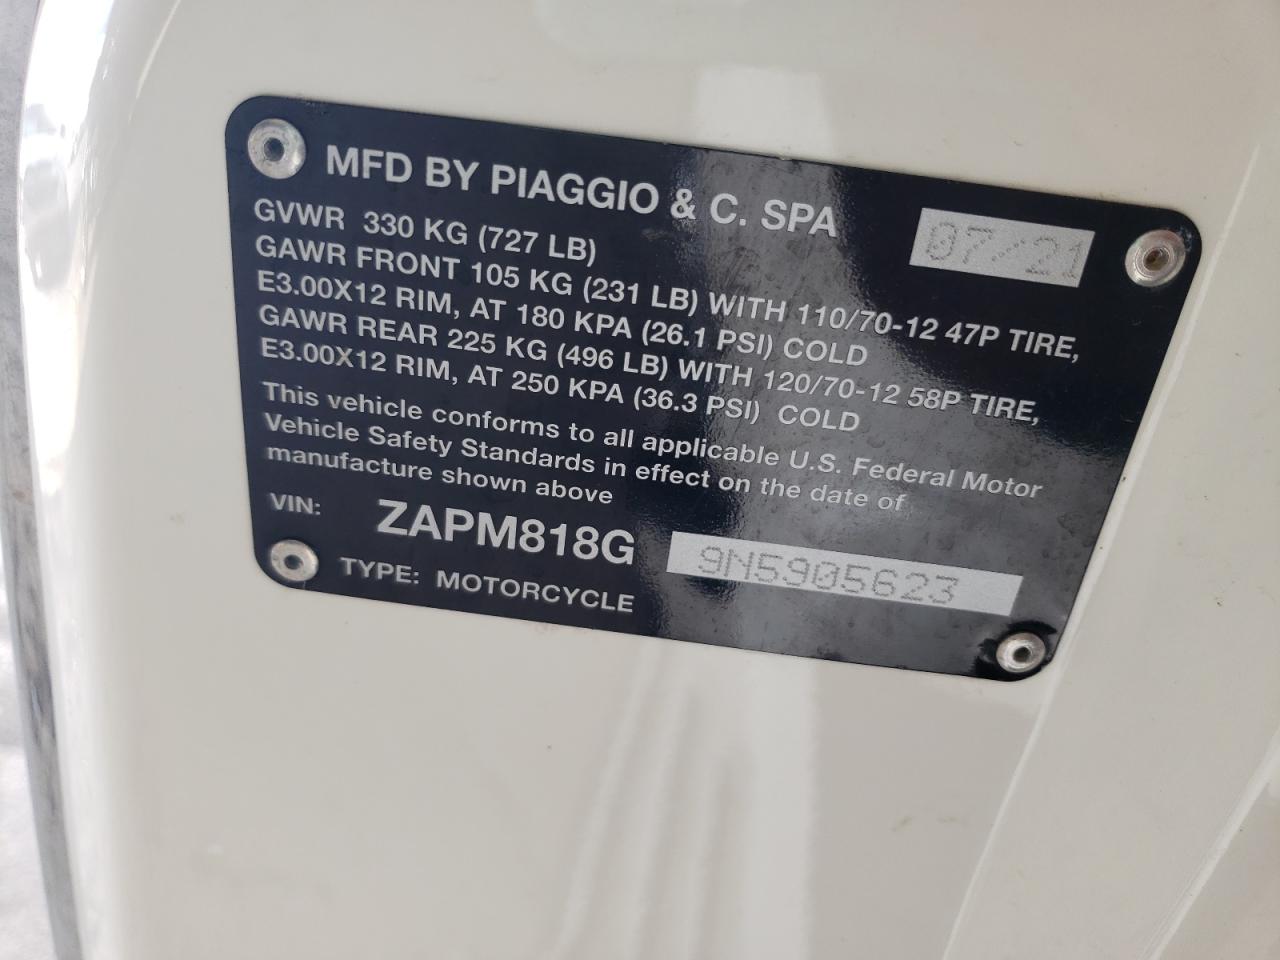 MFD BY PIAGGIO & C. SPA 07-21
GVWR 330 KG (727 LB)
GAWR FRONT 105 KG (231 LB) WITH 110/70-12 47P TIRE,
E3.00X12 RIM, AT 180 KPA (26.1 PSI) COLD
GAWR REAR 225 KG (496 LB) WITH 120/70-12 58P TIRE,
E3.00X12 RIM, AT 250 KPA (36.3 PSI) COLD
This vehicle conforms to all applicable U.S. Federal Motor
Vehicle Safety Standards in effect on the date of
manufacture shown above
VIN: ZAPM818G 9N5905623
TYPE: MOTORCYCLE